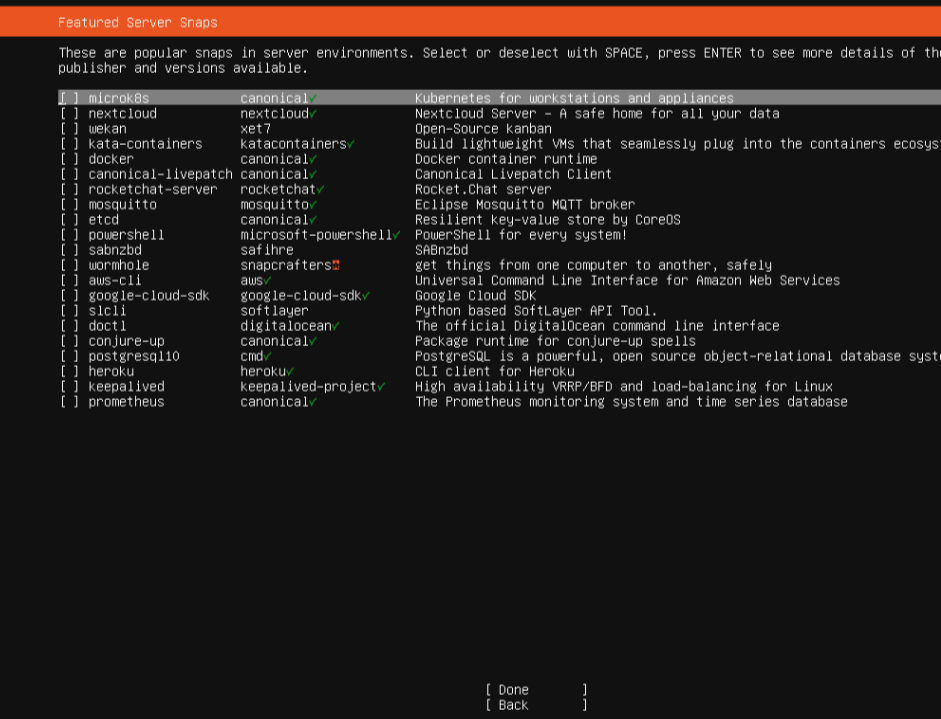 Featured Server Snaps
These are popular snaps in server environments. Select or deselect with SPACE, press ENTER to see more details of the
publisher and versions available.
[ ] microk8s canonical✓ Kubernetes for workstations and appliances
[ ] nextcloud nextcloud✓ Nextcloud Server - A safe home for all your data
[ ] wekan xet7 Open-Source kanban
[ ] kata-containers katacontainers✓ Build lightweight VMs that seamlessly plug into the containers ecosyst
[ ] docker canonical✓ Docker container runtime
[ ] canonical-livepatch canonical✓ Canonical Livepatch Client
[ ] rocketchat-server rocketchat✓ Rocket.Chat server
[ ] mosquitto mosquitto✓ Eclipse Mosquitto MQTT broker
[ ] etcd canonical✓ Resilient key-value store by CoreOS
[ ] powershell microsoft-powershell✓ PowerShell for every system!
[ ] sabnzbd safihre SABnzbd
[ ] wormhole snapcrafters get things from one computer to another, safely
[ ] aws-cli aws✓ Universal Command Line Interface for Amazon Web Services
[ ] google-cloud-sdk google-cloud-sdk✓ Google Cloud SDK
[ ] slcli softlayer Python based SoftLayer API Tool.
[ ] doctl digitalocean✓ The official DigitalOcean command line interface
[ ] conjure-up canonical✓ Package runtime for conjure-up spells
[ ] postgresql10 cmd✓ PostgreSQL is a powerful, open source object-relational database syste
[ ] heroku heroku✓ CLI client for Heroku
[ ] keepalived keepalived-project✓ High availability VRRP/BFD and load-balancing for Linux
[ ] prometheus canonical✓ The Prometheus monitoring system and time series database
[ Done ]
[ Back ]